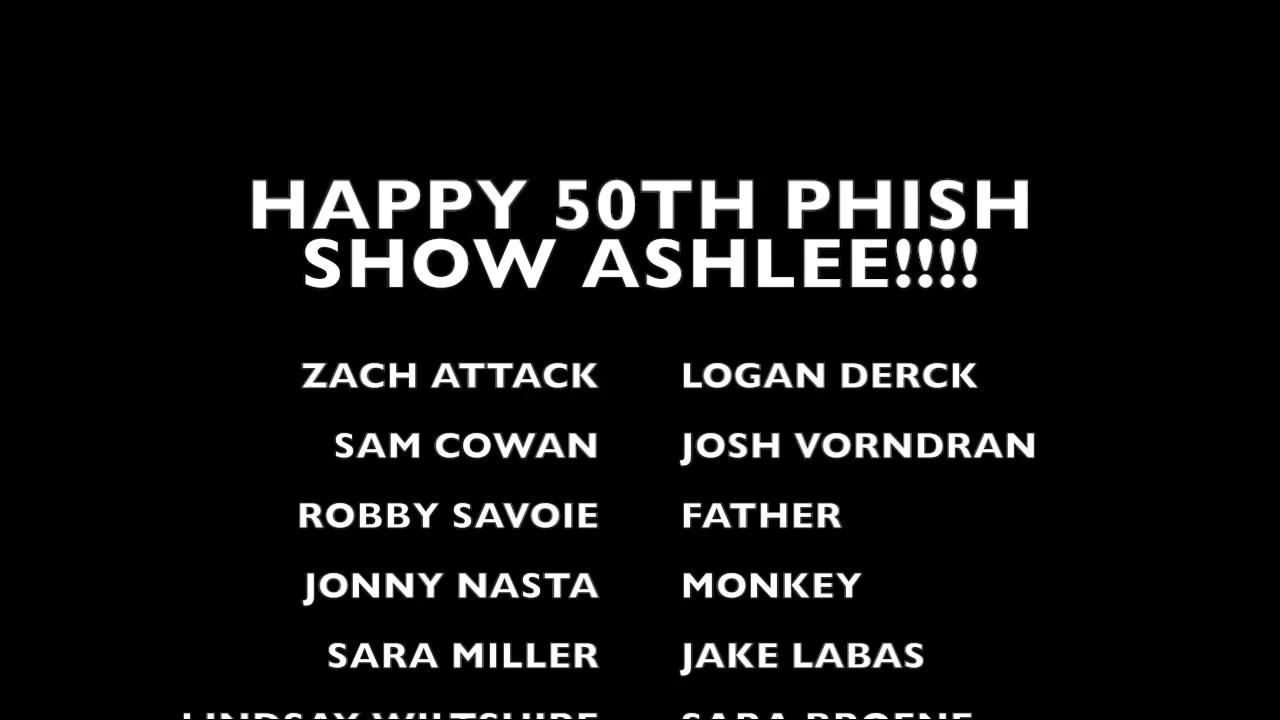 HAPPY 50TH PHISH
SHOW ASHLEE!!!!
ZACH ATTACK LOGAN DERCK
SAM COWAN JOSH VORNDRAN
ROBBY SAVOIE FATHER
JONNY NASTA MONKEY
SARA MILLER JAKE LABAS